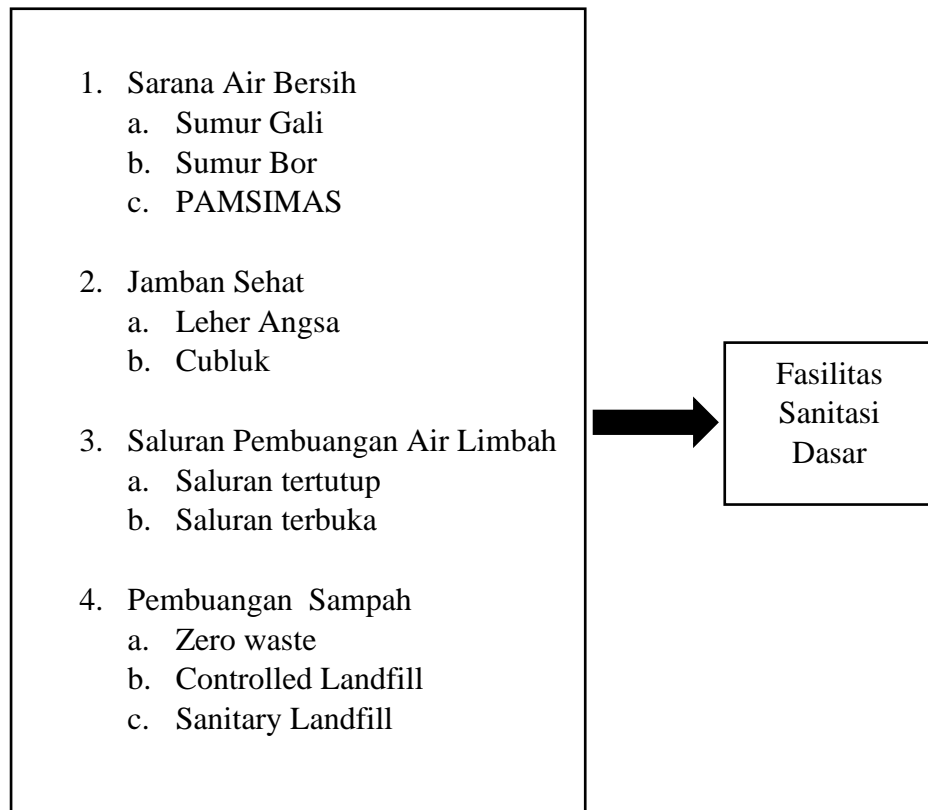 1. Sarana Air Bersih
a. Sumur Gali
b. Sumur Bor
c. PAMSIMAS
2. Jamban Sehat
a. Leher Angsa
b. Cubluk
3. Saluran Pembuangan Air Limbah
a. Saluran tertutup
b. Saluran terbuka
4. Pembuangan  Sampah
a. Zero waste
b. Controlled Landfill
c. Sanitary Landfill
Fasilitas
Sanitasi
Dasar